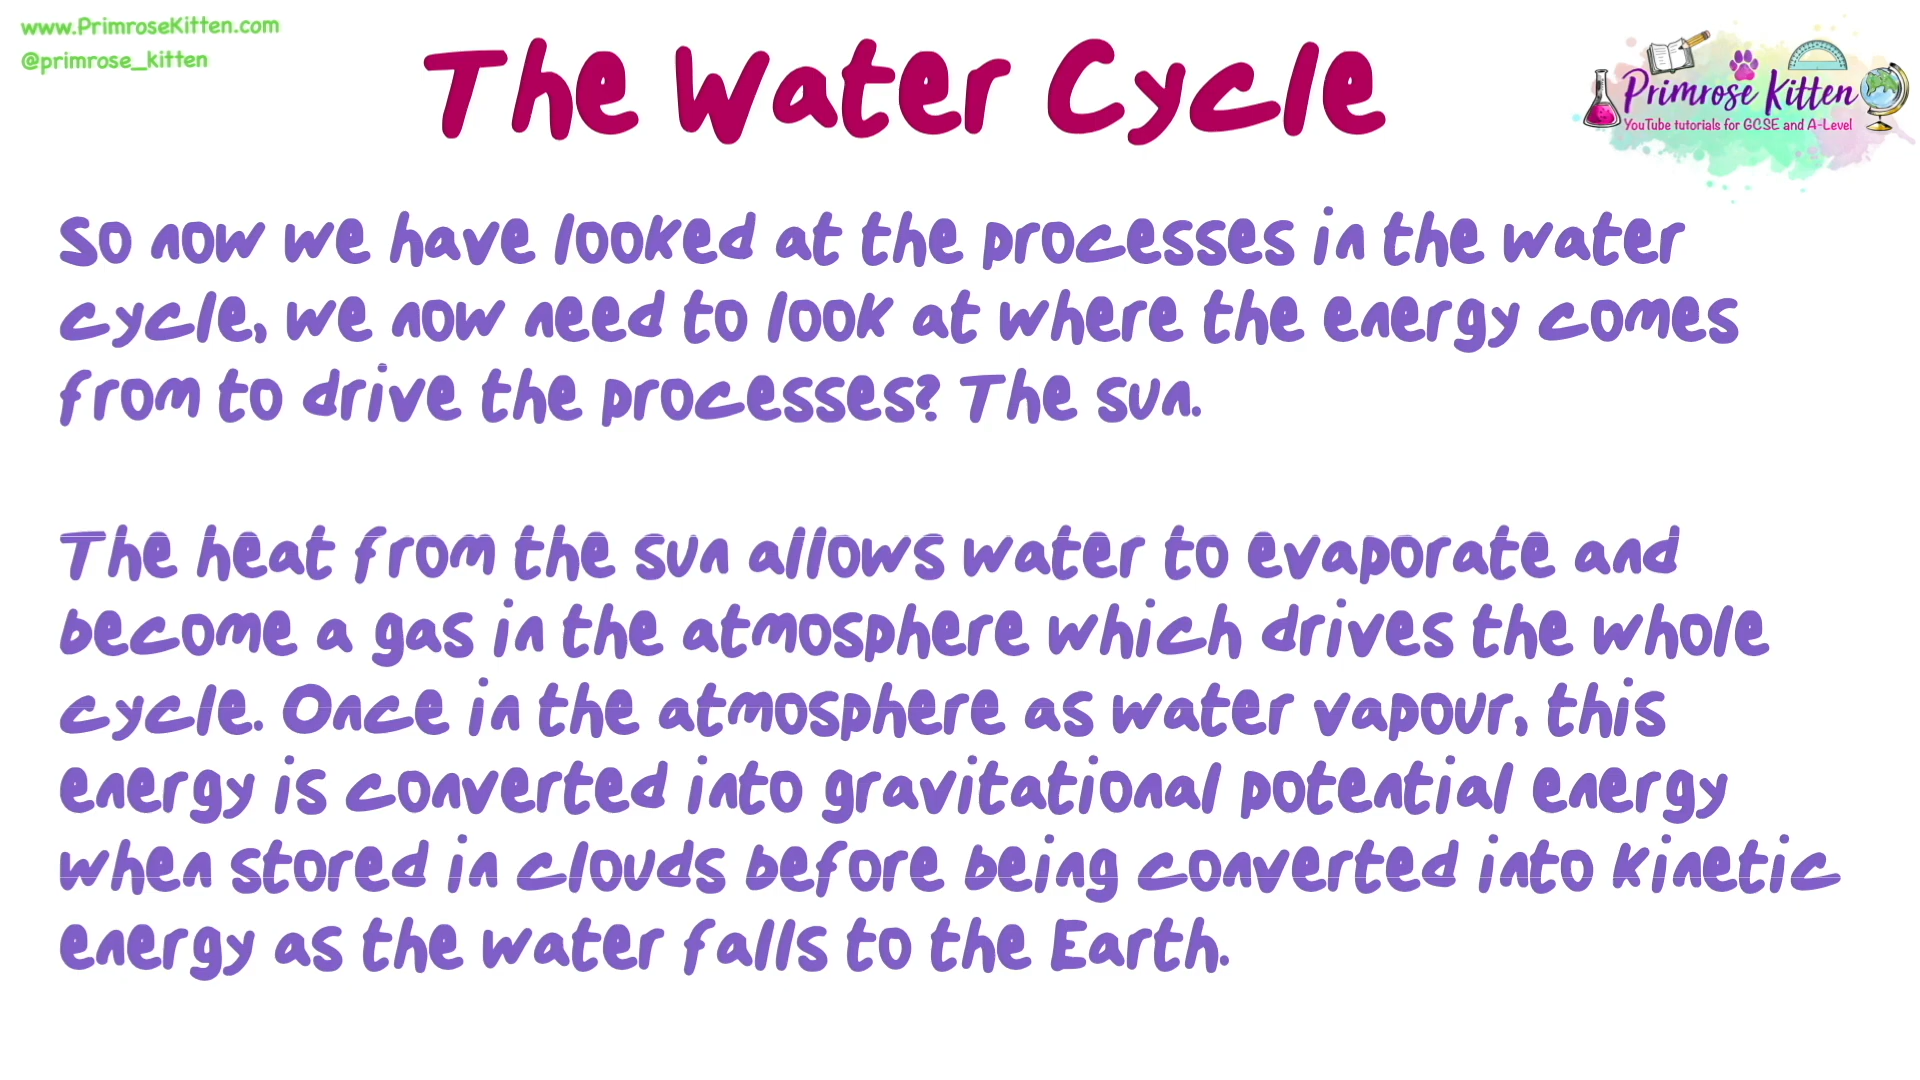 www.PrimroseKitten.com
@primrose_kitten
The Water Cycle
Primrose Kitten
YouTube tutorials for GCSE and A-Level
So now we have looked at the processes in the water
cycle, we now need to look at where the energy comes
from to drive the processes? The sun.
The heat from the sun allows water to evaporate and
become a gas in the atmosphere which drives the whole
cycle. Once in the atmosphere as water vapour, this
energy is converted into gravitational potential energy
when stored in clouds before being converted into kinetic
energy as the water falls to the Earth.